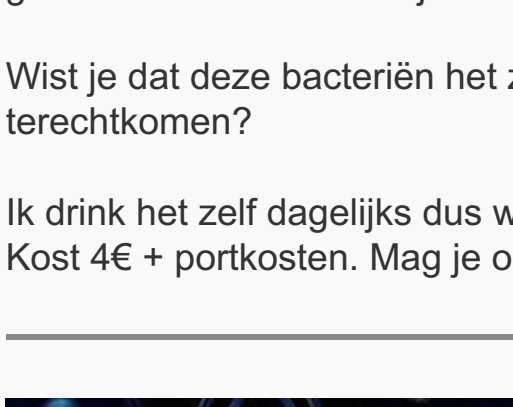 Wist je dat deze bacteriën het
terechtkomen?
Ik drink het zelf dagelijks dus
Kost 4€ + portkosten. Mag je